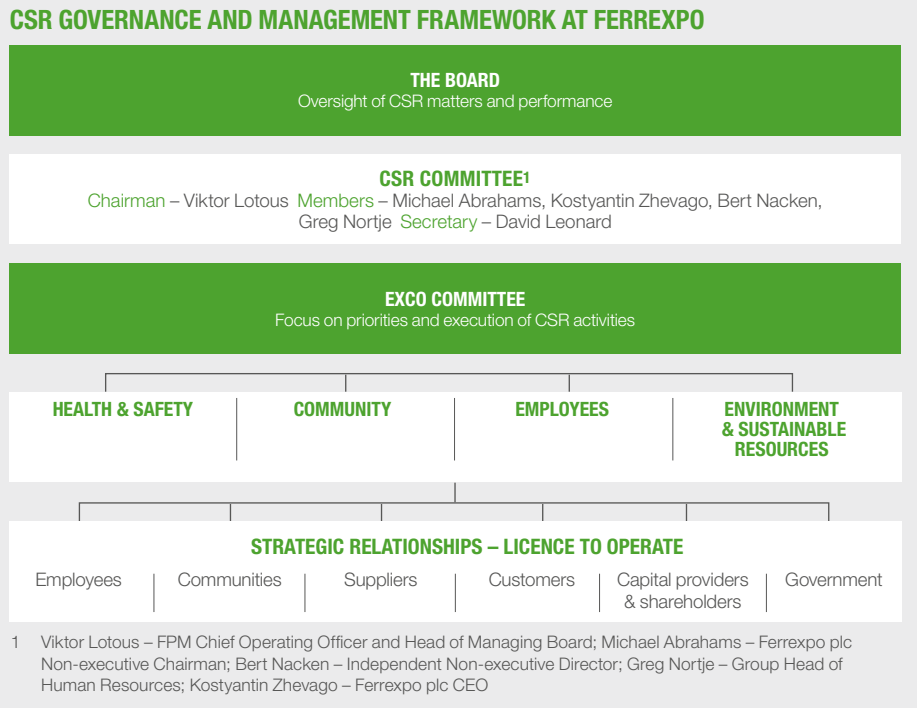 CSR GOVERNANCE AND MANAGEMENT FRAMEWORK AT FERREXPO
THE BOARD
Oversight of CSR matters and performance
CSR COMMITTEE1
Chairman – Viktor Lotous Members – Michael Abrahams, Kostyantin Zhevago, Bert Nacken,
Greg Nortje Secretary – David Leonard
EXCO COMMITTEE
Focus on priorities and execution of CSR activities
HEALTH & SAFETY
COMMUNITY
EMPLOYEES
ENVIRONMENT
& SUSTAINABLE
RESOURCES
STRATEGIC RELATIONSHIPS – LICENCE TO OPERATE
Employees
Communities
Suppliers
Customers
Capital providers
& shareholders
Government
1 Viktor Lotous – FPM Chief Operating Officer and Head of Managing Board; Michael Abrahams – Ferrexpo plc
Non-executive Chairman; Bert Nacken – Independent Non-executive Director; Greg Nortje – Group Head of
Human Resources; Kostyantin Zhevago – Ferrexpo plc CEO